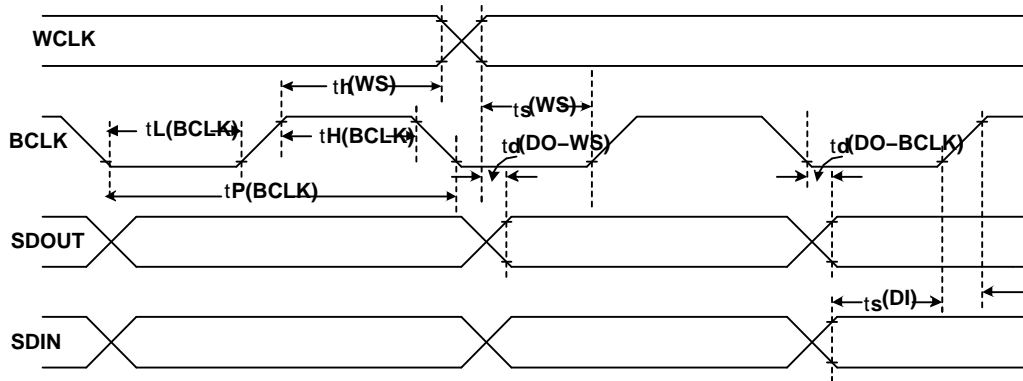 WCLK
th(WS)
ts(WS)
BCLK
tL(BCLK)
tH(BCLK)
td(DO−WS)
td(DO−BCLK)
tP(BCLK)
SDOUT
ts(DI)
SDIN